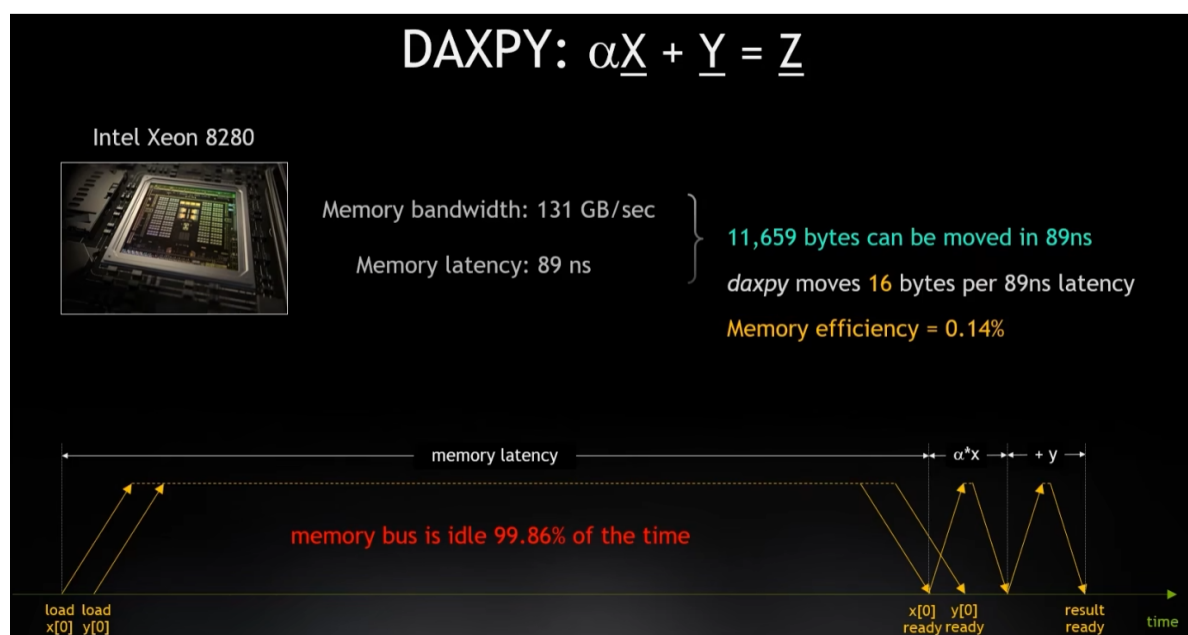 DAXPY: αX + Y = Z
Intel Xeon 8280
Memory bandwidth: 131 GB/sec
Memory latency: 89 ns
11,659 bytes can be moved in 89ns
daxpy moves 16 bytes per 89ns latency
Memory efficiency = 0.14%
memory latency
α*x
+ y
memory bus is idle 99.86% of the time
load
x[0]
load
y[0]
x[0]
ready
y[0]
ready
result
ready
time